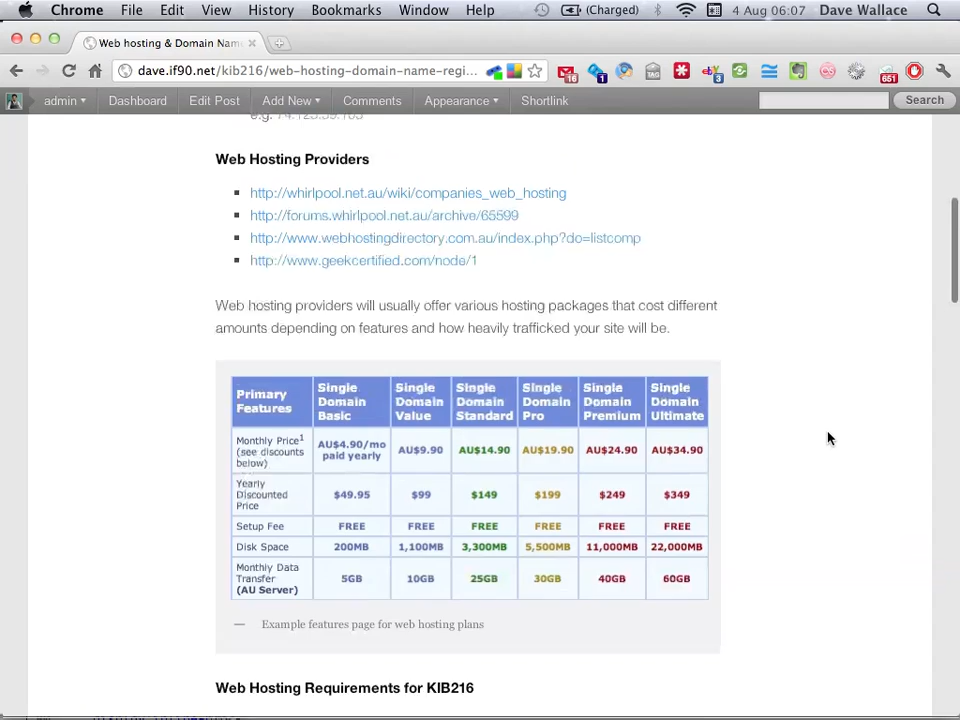 Chrome File Edit View History Bookmarks Window Help (Charged) 4 Aug 06:07 Dave Wallace
Web hosting & Domain Nam
dave.if90.net/kib216/web-hosting-domain-name-regi... 16 1 3 651
admin Dashboard Edit Post Add New Comments Appearance Shortlink Search
e.g. 74.125.39.103
Web Hosting Providers
http://whirlpool.net.au/wiki/companies_web_hosting
http://forums.whirlpool.net.au/archive/65599
http://www.webhostingdirectory.com.au/index.php?do=listcomp
http://www.geekcertified.com/node/1
Web hosting providers will usually offer various hosting packages that cost different
amounts depending on features and how heavily trafficked your site will be.
Primary Features Single Domain Basic Single Domain Value Single Domain Standard Single Domain Pro Single Domain Premium Single Domain Ultimate
Monthly Price1 (see discounts below) AU$4.90/mo paid yearly AU$9.90 AU$14.90 AU$19.90 AU$24.90 AU$34.90
Yearly Discounted Price $49.95 $99 $149 $199 $249 $349
Setup Fee FREE FREE FREE FREE FREE FREE
Disk Space 200MB 1,100MB 3,300MB 5,500MB 11,000MB 22,000MB
Monthly Data Transfer (AU Server) 5GB 10GB 25GB 30GB 40GB 60GB
— Example features page for web hosting plans
Web Hosting Requirements for KIB216